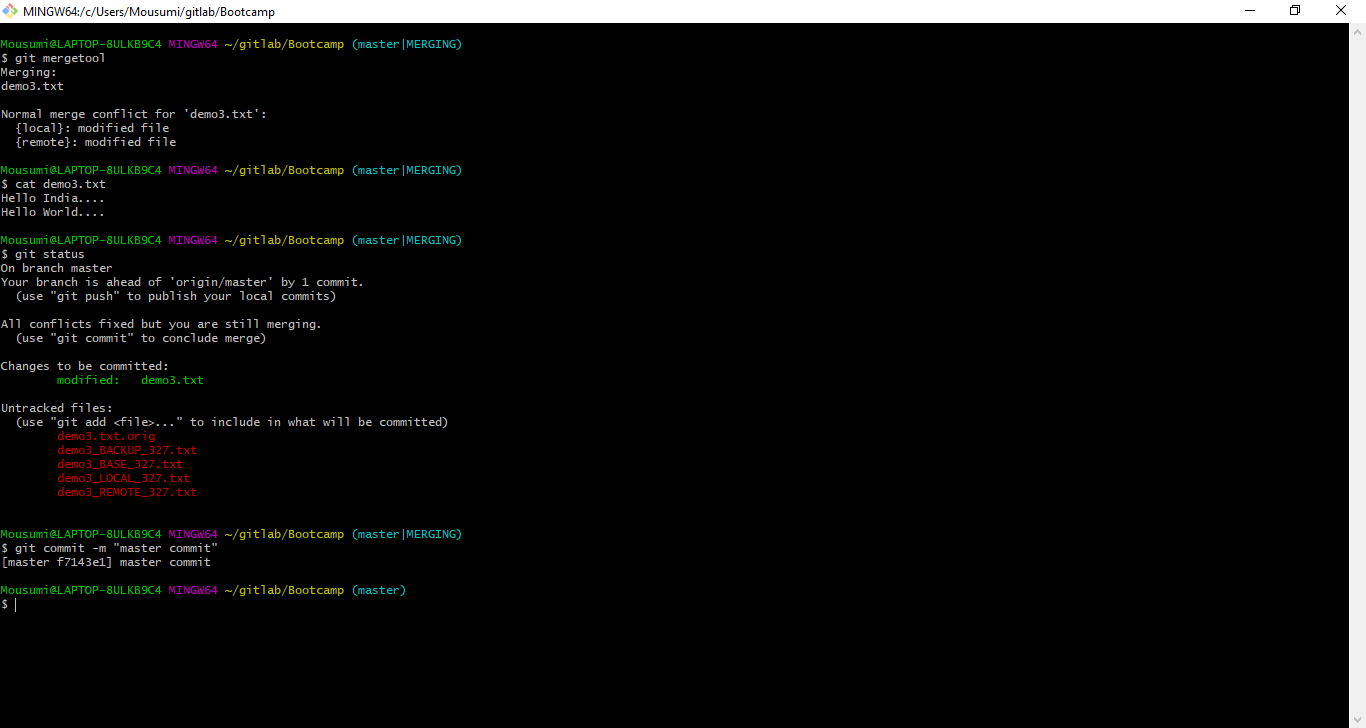 MINGW64:/c/Users/Mousumi/gitlab/Bootcamp
Mousumi@LAPTOP-8ULKB9C4 MINGW64 ~/gitlab/Bootcamp (master|MERGING)
$ git mergetool
Merging:
demo3.txt
Normal merge conflict for 'demo3.txt':
  {local}: modified file
  {remote}: modified file
Mousumi@LAPTOP-8ULKB9C4 MINGW64 ~/gitlab/Bootcamp (master|MERGING)
$ cat demo3.txt
Hello India....
Hello World....
Mousumi@LAPTOP-8ULKB9C4 MINGW64 ~/gitlab/Bootcamp (master|MERGING)
$ git status
On branch master
Your branch is ahead of 'origin/master' by 1 commit.
  (use "git push" to publish your local commits)
All conflicts fixed but you are still merging.
  (use "git commit" to conclude merge)
Changes to be committed:
        modified:   demo3.txt
Untracked files:
  (use "git add <file>..." to include in what will be committed)
        demo3.txt.orig
        demo3_BACKUP_327.txt
        demo3_BASE_327.txt
        demo3_LOCAL_327.txt
        demo3_REMOTE_327.txt
Mousumi@LAPTOP-8ULKB9C4 MINGW64 ~/gitlab/Bootcamp (master|MERGING)
$ git commit -m "master commit"
[master f7143e1] master commit
Mousumi@LAPTOP-8ULKB9C4 MINGW64 ~/gitlab/Bootcamp (master)
$